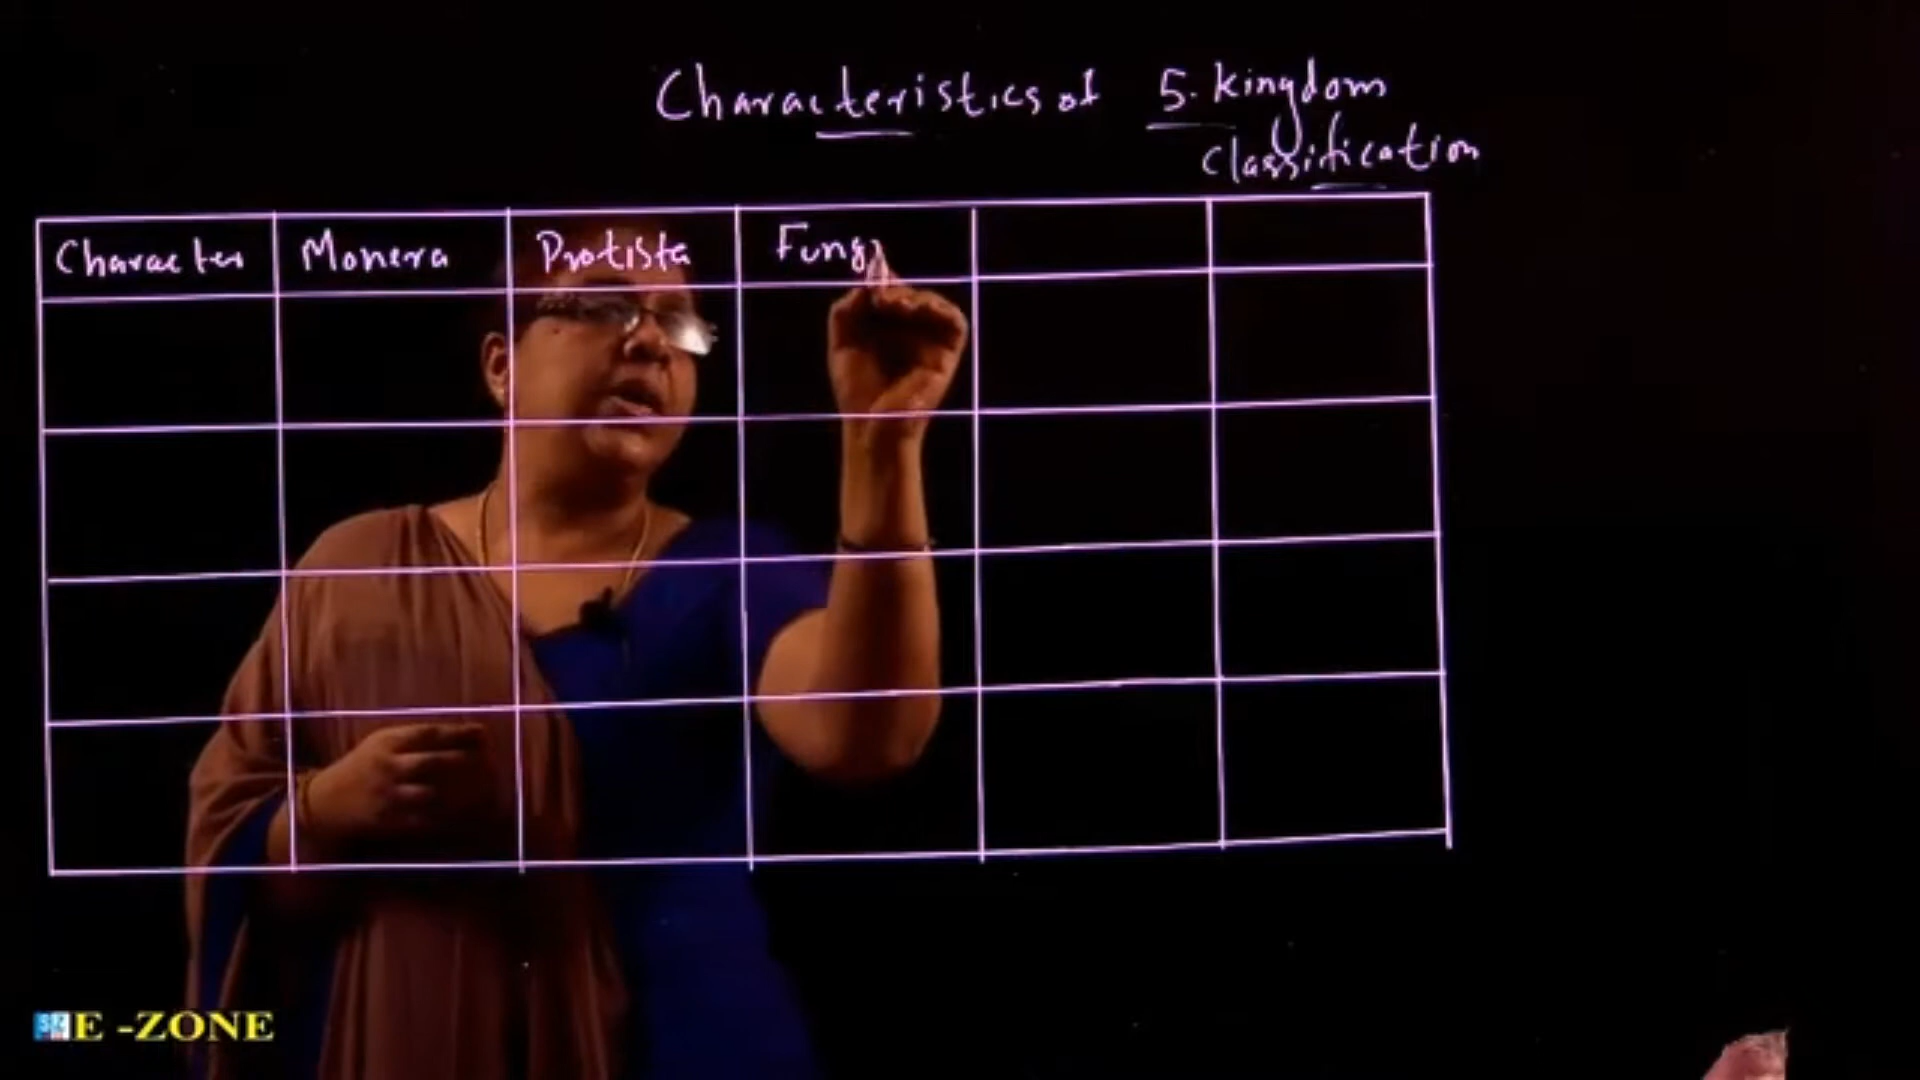 Characteristics of 5. Kingdom
Classification
Character Monera Protista Fungi
E -ZONE